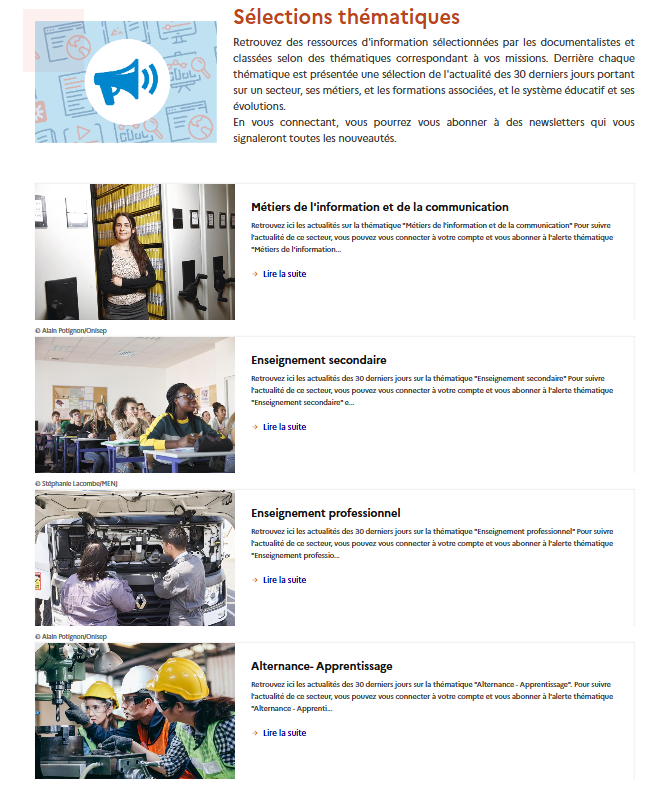 Sélections thématiques
Retrouvez des ressources d'information sélectionnées par les documentalistes et
classées selon des thématiques correspondant à vos missions. Derrière chaque
thématique est présentée une sélection de l'actualité des 30 derniers jours portant
sur un secteur, ses métiers, et les formations associées, et le système éducatif et ses
évolutions.
En vous connectant, vous pourrez vous abonner à des newsletters qui vous
signaleront toutes les nouveautés.
Métiers de l'information et de la communication
Retrouvez ici les actualités sur la thématique "Métiers de l'information et de la communication" Pour suivre
l'actualité de ce secteur, vous pouvez vous connecter à votre compte et vous abonner à l'alerte thématique
"Métiers de l'information...
→ Lire la suite
© Alain Potignon/Onisep
Enseignement secondaire
Retrouvez ici les actualités des 30 derniers jours sur la thématique "Enseignement secondaire" Pour suivre
l'actualité de ce secteur, vous pouvez vous connecter à votre compte et vous abonner à l'alerte thématique
"Enseignement secondaire" e...
→ Lire la suite
© Stéphanie Lacombe/MENJ
Enseignement professionnel
Retrouvez ici les actualités des 30 derniers jours sur la thématique "Enseignement professionnel" Pour suivre
l'actualité de ce secteur, vous pouvez vous connecter à votre compte et vous abonner à l'alerte thématique
"Enseignement professio...
→ Lire la suite
© Alain Potignon/Onisep
Alternance- Apprentissage
Retrouvez ici les actualités des 30 derniers jours sur la thématique "Alternance - Apprentissage". Pour suivre
l'actualité de ce secteur, vous pouvez vous connecter à votre compte et vous abonner à l'alerte thématique
"Alternance - Apprenti...
→ Lire la suite